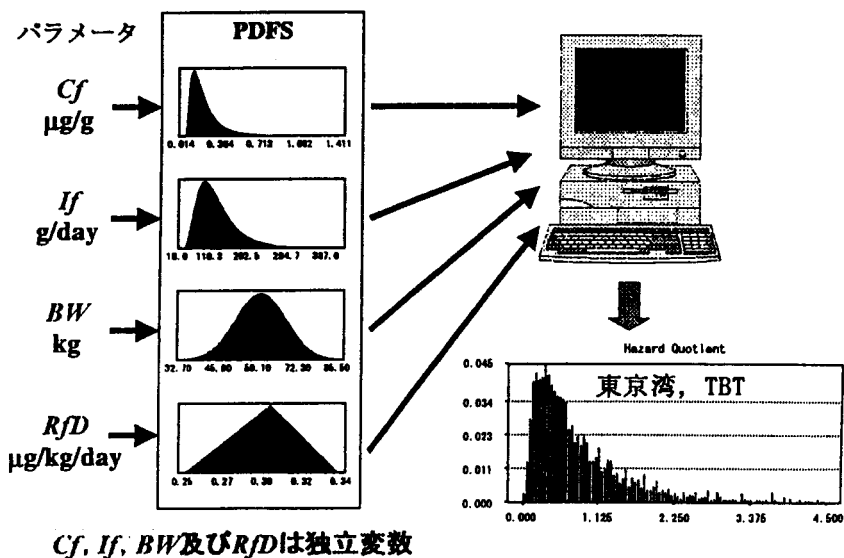 パラメータ
PDFS
Cf
μg/g
0.014 0.364 0.713 1.062 1.411
If
g/day
18.0 110.3 202.5 294.7 387.0
BW
kg
32.70 45.90 59.10 72.30 85.50
RfD
μg/kg/day
0.25 0.27 0.30 0.32 0.34
Hazard Quotient
東京湾, TBT
0.045
0.034
0.023
0.011
0.000
0.000 1.125 2.250 3.375 4.500
Cf, If, BW及びRfDは独立変数